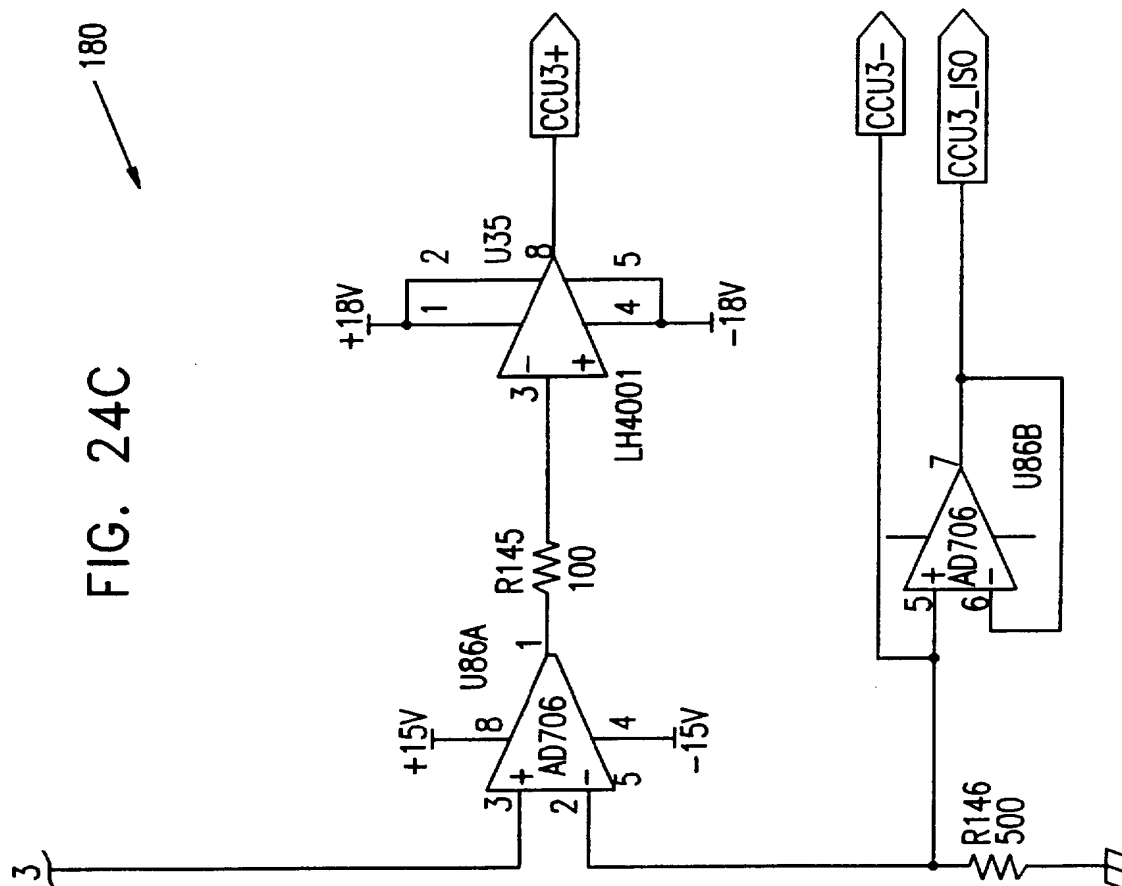 FIG. 24C
180
3
+15V
8
U86A
3
+
AD706
1
2
-
5
4
-15V
R145
100
+18V
1
2
U35
3
-
8
+
LH4001
4
5
-18V
CCU3+
CCU3-
CCU3_ISO
5
+
AD706
7
6
-
U86B
R146
500